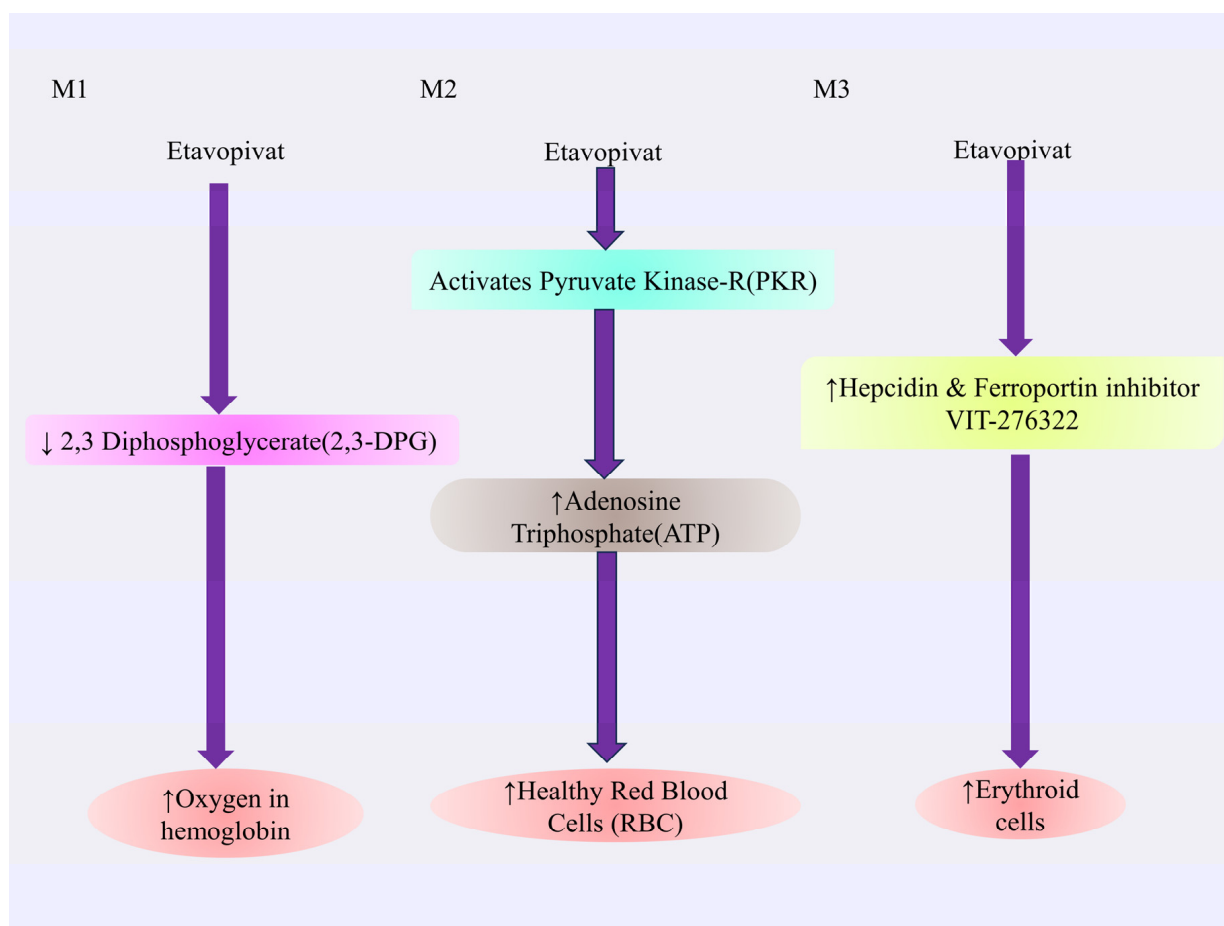 M1
Etavopivat
↓ 2,3 Diphosphoglycerate(2,3-DPG)
↑Oxygen in
hemoglobin
M2
Etavopivat
Activates Pyruvate Kinase-R(PKR)
↑Adenosine
Triphosphate(ATP)
↑Healthy Red Blood
Cells (RBC)
M3
Etavopivat
↑Hepcidin & Ferroportin inhibitor
VIT-276322
↑Erythroid
cells